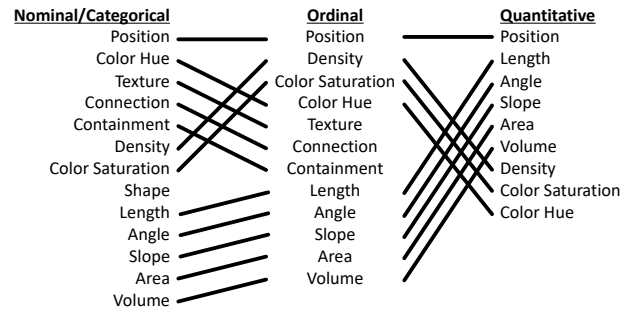 Nominal/Categorical
Position
Color Hue
Texture
Connection
Containment
Density
Color Saturation
Shape
Length
Angle
Slope
Area
Volume
Ordinal
Position
Density
Color Saturation
Color Hue
Texture
Connection
Containment
Length
Angle
Slope
Area
Volume
Quantitative
Position
Length
Angle
Slope
Area
Volume
Density
Color Saturation
Color Hue